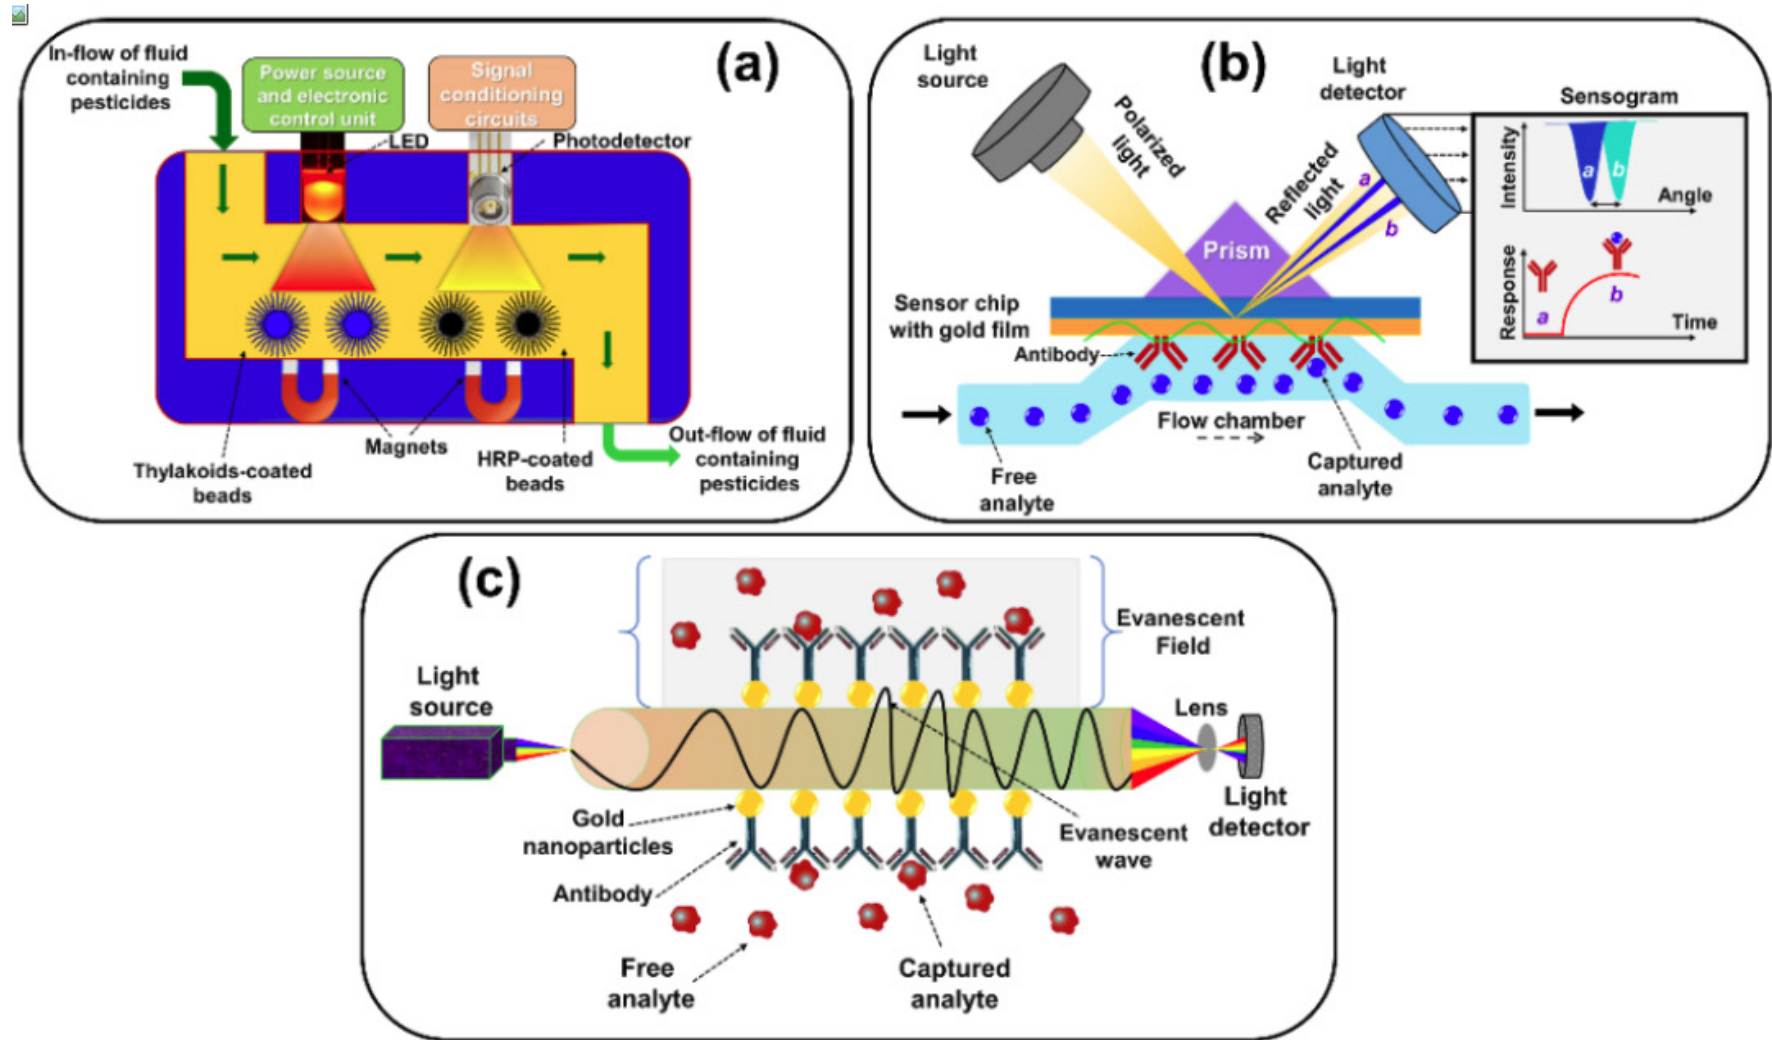 (a)
In-flow of fluid
containing
pesticides
Power source
and electronic
control unit
Signal
conditioning
circuits
LED
Photodetector
Magnets
Thylakoids-coated
beads
HRP-coated
beads
Out-flow of fluid
containing
pesticides
(b)
Light
source
Polarized
light
Reflected
light
Light
detector
a
b
Prism
Sensor chip
with gold film
Antibody
Flow chamber
Free
analyte
Captured
analyte
Sensogram
Intensity
a
b
Angle
Response
a
b
Time
(c)
Evanescent
Field
Light
source
Lens
Light
detector
Gold
nanoparticles
Evanescent
wave
Antibody
Free
analyte
Captured
analyte